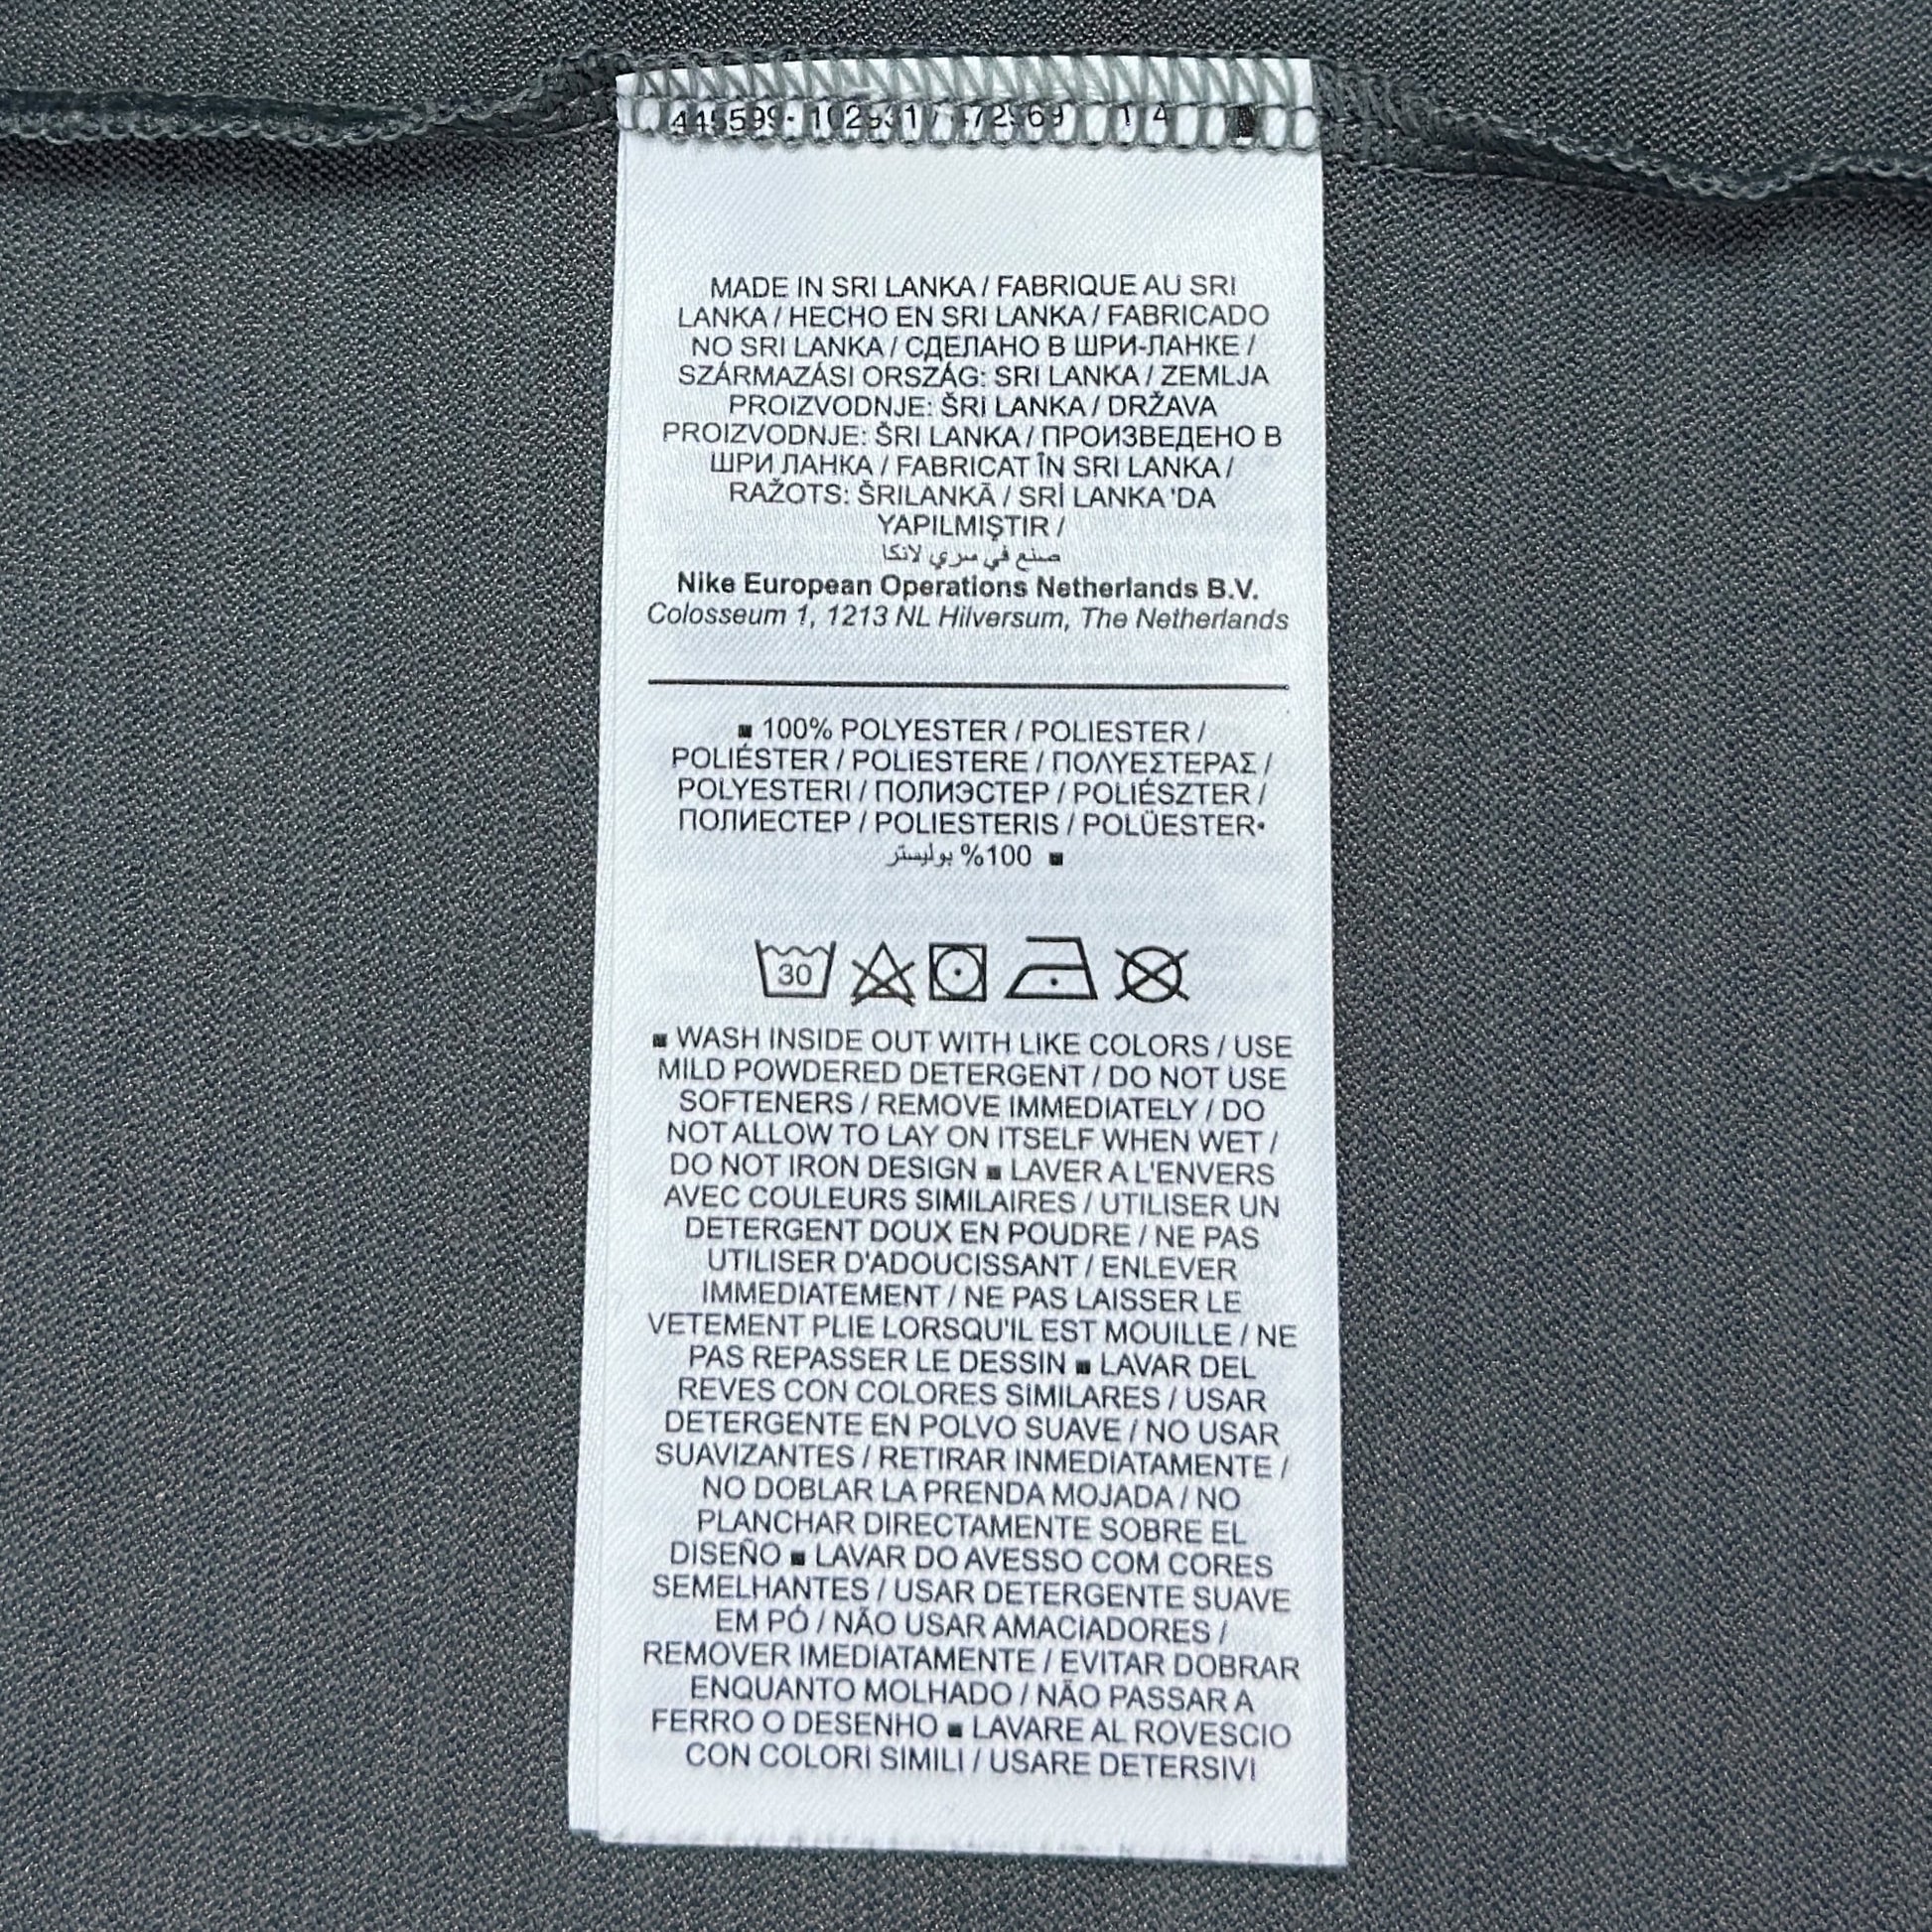 MADE IN SRI LANKA / FABRIQUE AU SRI
LANKA / HECHO EN SRI LANKA / FABRICADO
NO SRI LANKA / СДЕЛАНО В ШРИ-ЛАНКЕ /
SZÁRMAZÁSI ORSZÁG: SRI LANKA / ZEMLJA
PROIZVODNJE: ŠRI LANKA / DRŽAVA
PROIZVODNJE: ŠRI LANKA / ПРОИЗВЕДЕНО В
ШРИ ЛАНКА / FABRICAT ÎN SRI LANKA /
RAŽOTS: ŠRILANKĀ / SRİ LANKA 'DA
YAPILMIŞTIR /
صنع في سري لانكا
Nike European Operations Netherlands B.V.
Colosseum 1, 1213 NL Hilversum, The Netherlands
■ 100% POLYESTER / POLIESTER /
POLIÉSTER / POLIESTERE / ΠΟΛΥΕΣΤΕΡΑΣ /
POLYESTERI / ПОЛИЭСТЕР / POLIÉSZTER /
ПОЛИЕСТЕР / POLIESTERIS / POLÜESTER•
■ 100% بوليستر
30
■ WASH INSIDE OUT WITH LIKE COLORS / USE
MILD POWDERED DETERGENT / DO NOT USE
SOFTENERS / REMOVE IMMEDIATELY / DO
NOT ALLOW TO LAY ON ITSELF WHEN WET /
DO NOT IRON DESIGN ■ LAVER A L'ENVERS
AVEC COULEURS SIMILAIRES / UTILISER UN
DETERGENT DOUX EN POUDRE / NE PAS
UTILISER D'ADOUCISSANT / ENLEVER
IMMEDIATEMENT / NE PAS LAISSER LE
VETEMENT PLIE LORSQU'IL EST MOUILLE / NE
PAS REPASSER LE DESSIN ■ LAVAR DEL
REVES CON COLORES SIMILARES / USAR
DETERGENTE EN POLVO SUAVE / NO USAR
SUAVIZANTES / RETIRAR INMEDIATAMENTE /
NO DOBLAR LA PRENDA MOJADA / NO
PLANCHAR DIRECTAMENTE SOBRE EL
DISEÑO ■ LAVAR DO AVESSO COM CORES
SEMELHANTES / USAR DETERGENTE SUAVE
EM PÓ / NÃO USAR AMACIADORES /
REMOVER IMEDIATAMENTE / EVITAR DOBRAR
ENQUANTO MOLHADO / NÃO PASSAR A
FERRO O DESENHO ■ LAVARE AL ROVESCIO
CON COLORI SIMILI / USARE DETERSIVI